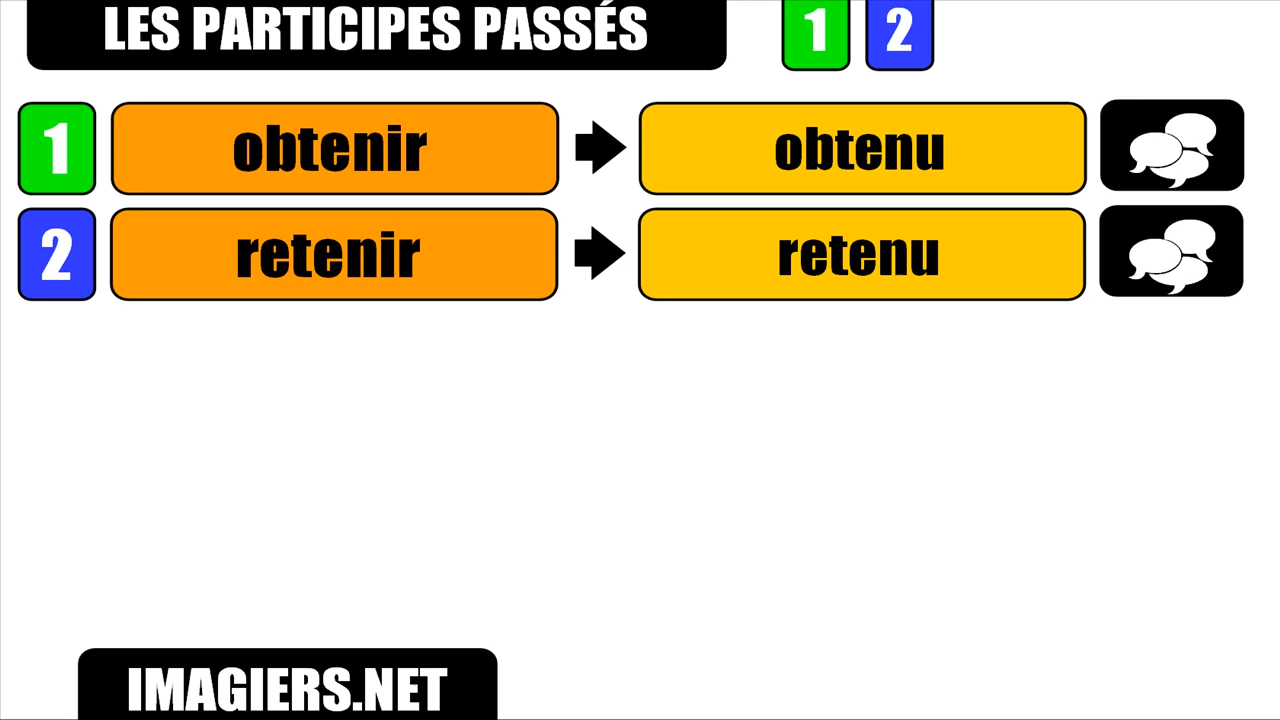 LES PARTICIPES PASSÉS 1 2
1 obtenir obtenu
2 retenir retenu
IMAGIERS.NET